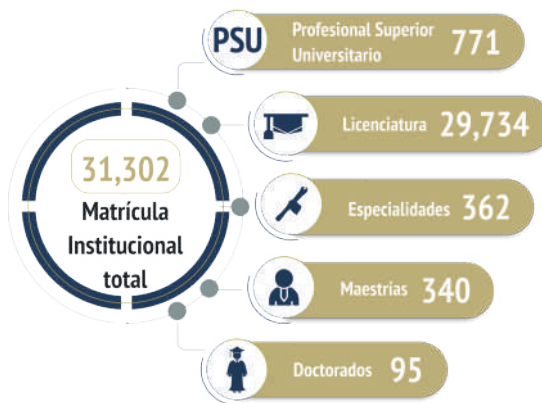 PSU
Profesional Superior
Universitario
771
Licenciatura 29,734
31,302
Matrícula
Institucional
total
Especialidades 362
Maestrías 340
Doctorados 95